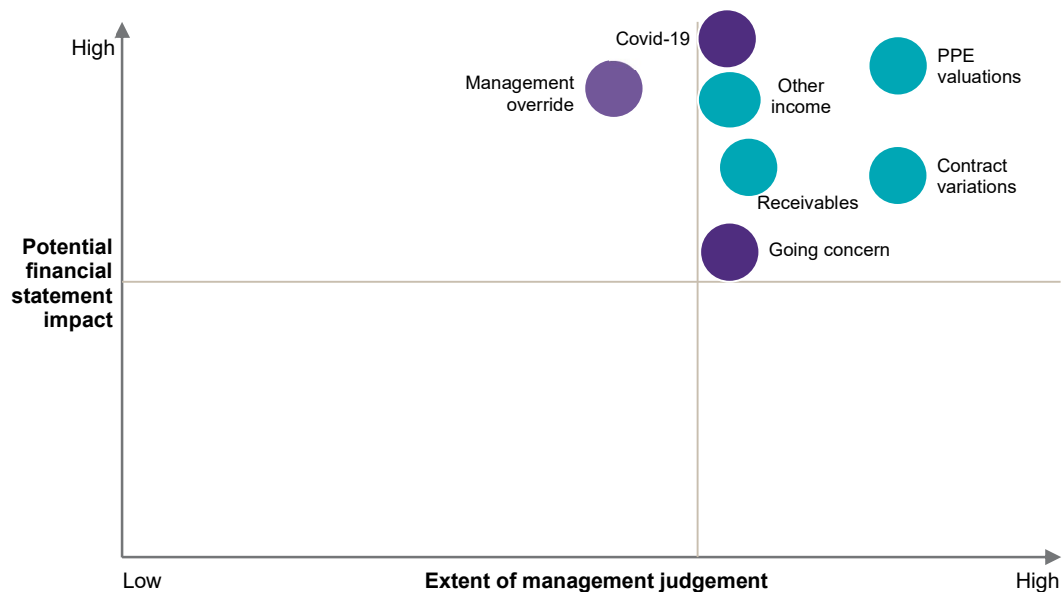 High
Covid-19
Management
override
Other
income
PPE
valuations
Receivables
Contract
variations
Going concern
Potential
financial
statement
impact
Low
Extent of management judgement
High